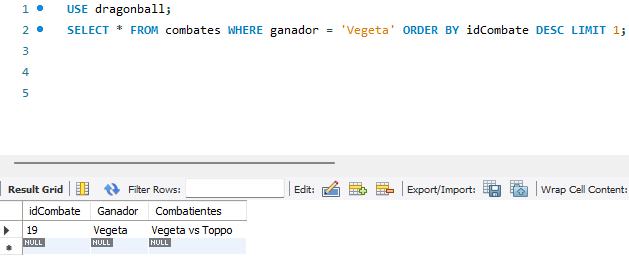 1 USE dragonball;
2 SELECT * FROM combates WHERE ganador = 'Vegeta' ORDER BY idCombate DESC LIMIT 1;
3
4
5
Result Grid Filter Rows: Edit: Export/Import: Wrap Cell Content:
idCombate Ganador Combatientes
19 Vegeta Vegeta vs Toppo
NULL NULL NULL